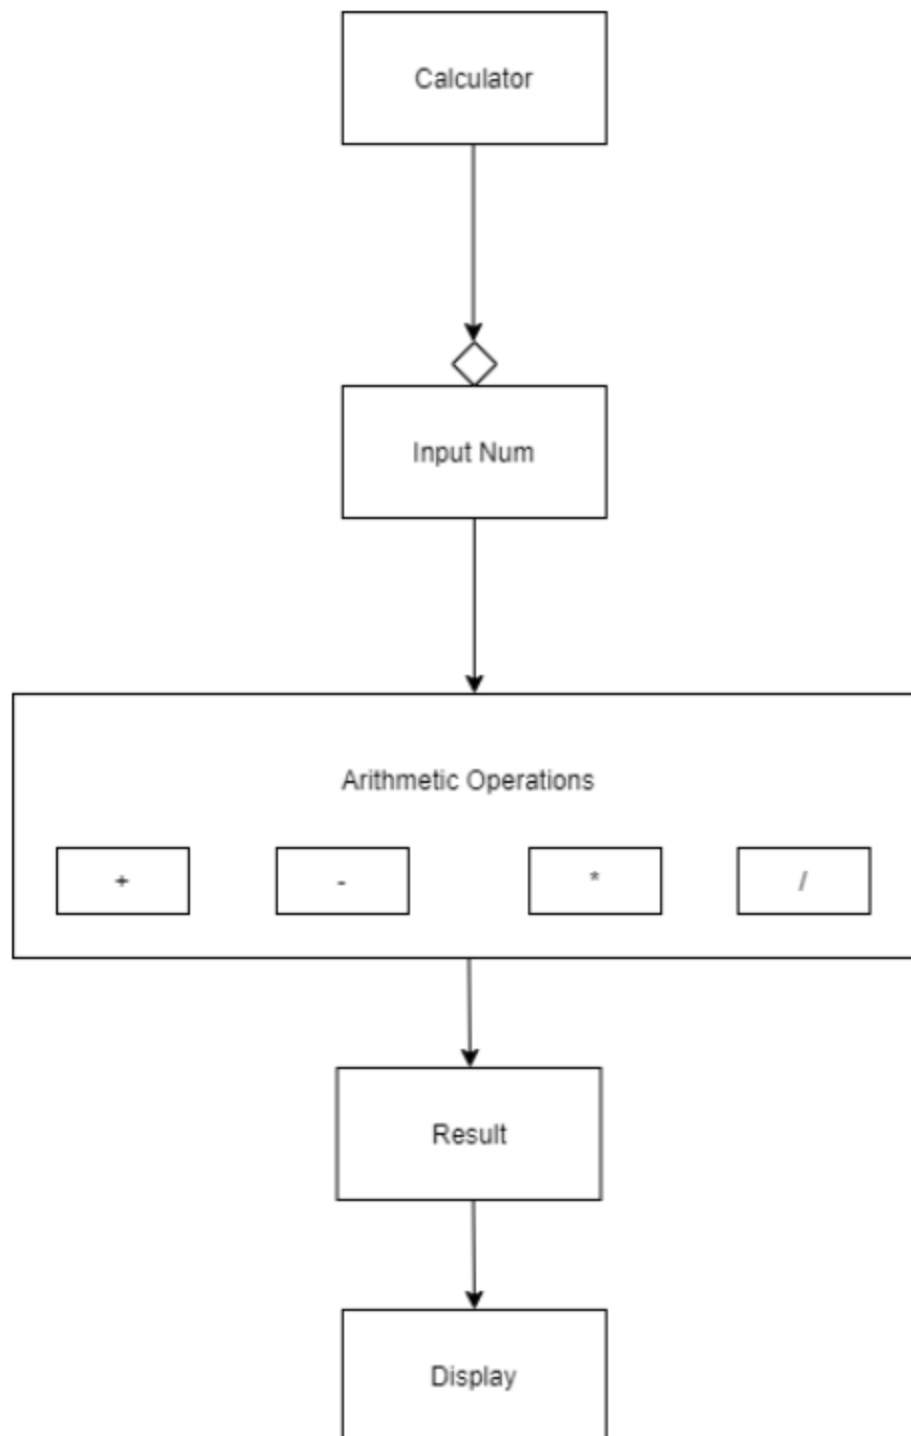 Calculator
Input Num
Arithmetic Operations
+ - * /
Result
Display